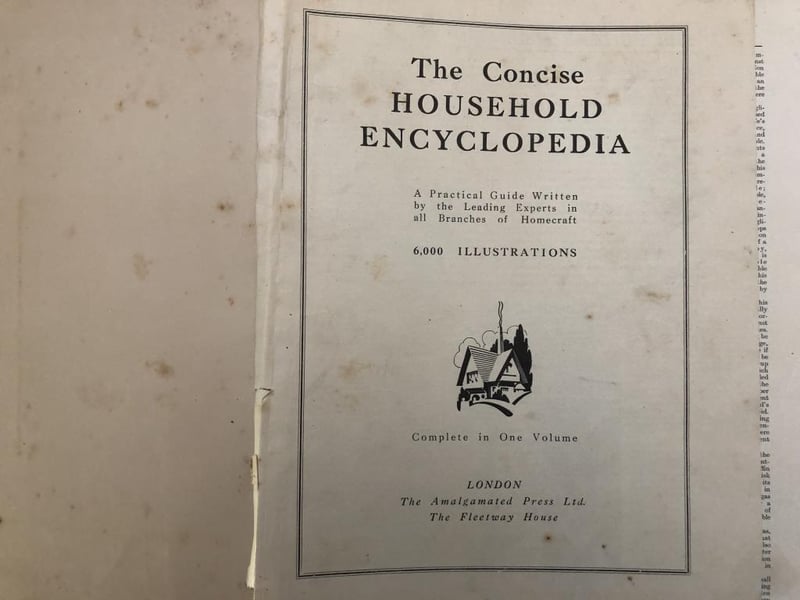 The Concise
HOUSEHOLD
ENCYCLOPEDIA
A Practical Guide Written
by the Leading Experts in
all Branches of Homecraft
6,000 ILLUSTRATIONS
Complete in One Volume
LONDON
The Amalgamated Press Ltd.
The Fleetway House